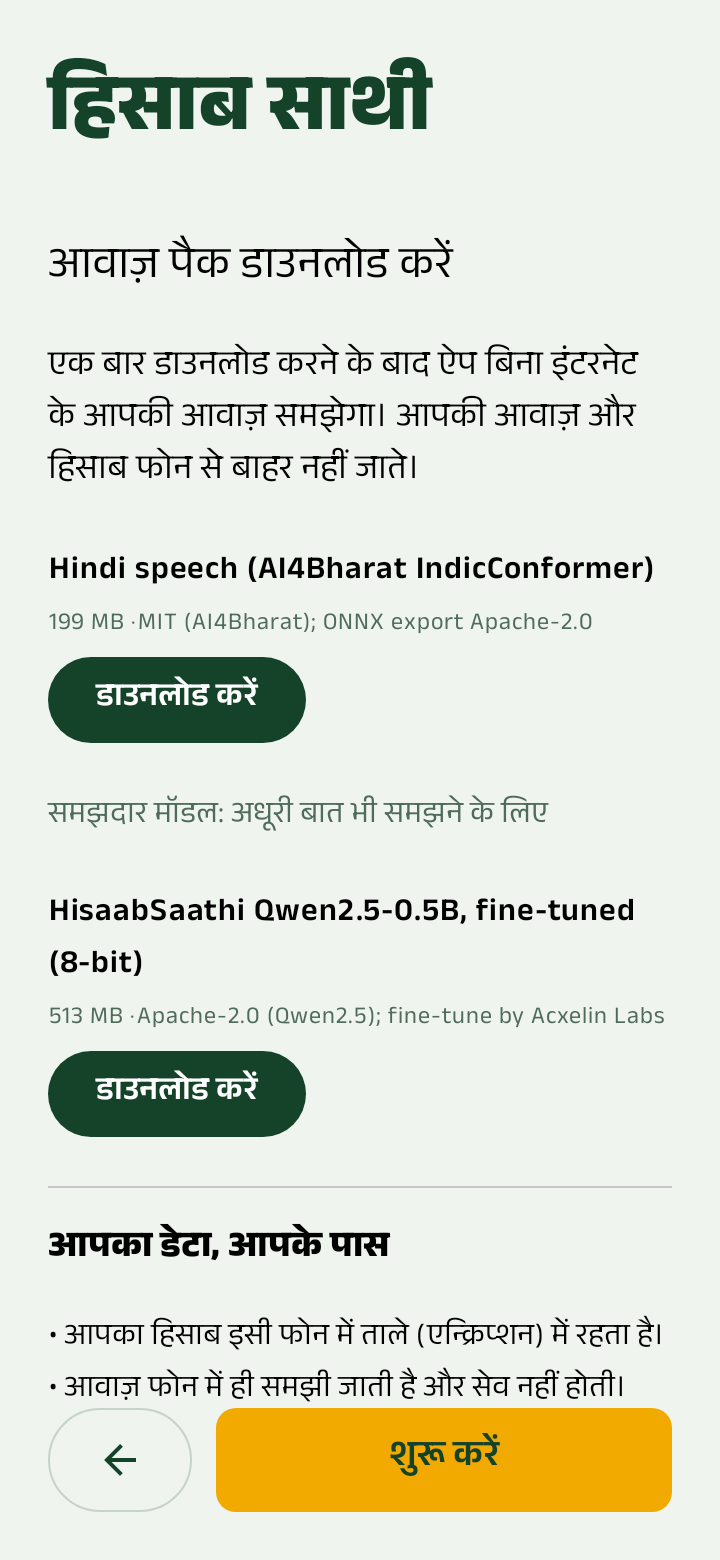 हिसाब साथी
आवाज़ पैक डाउनलोड करें
एक बार डाउनलोड करने के बाद ऐप बिना इंटरनेट
के आपकी आवाज़ समझेगा। आपकी आवाज़ और
हिसाब फोन से बाहर नहीं जाते।
Hindi speech (AI4Bharat IndicConformer)
199 MB · MIT (AI4Bharat); ONNX export Apache-2.0
डाउनलोड करें
समझदार मॉडल: अधूरी बात भी समझने के लिए
HisaabSaathi Qwen2.5-0.5B, fine-tuned
(8-bit)
513 MB · Apache-2.0 (Qwen2.5); fine-tune by Acxelin Labs
डाउनलोड करें
आपका डेटा, आपके पास
• आपका हिसाब इसी फोन में ताले (एन्क्रिप्शन) में रहता है।
• आवाज़ फोन में ही समझी जाती है और सेव नहीं होती।
शुरू करें